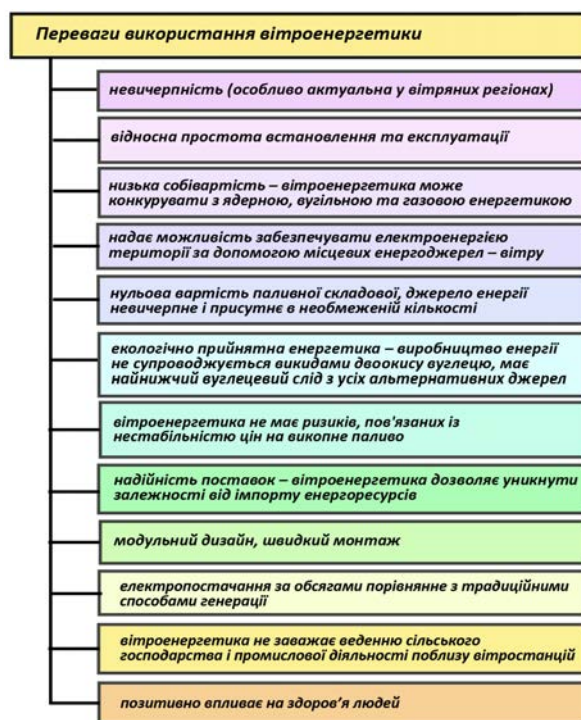 Переваги використання вітроенергетики
невичерпність (особливо актуальна у вітряних регіонах)
відносна простота встановлення та експлуатації
низька собівартість – вітроенергетика може
конкурувати з ядерною, вугільною та газовою енергетикою
надає можливість забезпечувати електроенергією
території за допомогою місцевих енергоджерел – вітру
нульова вартість паливної складової, джерело енергії
невичерпне і присутнє в необмеженій кількості
екологічно прийнятна енергетика – виробництво енергії
не супроводжується викидами двоокису вуглецю, має
найнижчий вуглецевий слід з усіх альтернативних джерел
вітроенергетика не має ризиків, пов'язаних із
нестабільністю цін на викопне паливо
надійність поставок – вітроенергетика дозволяє уникнути
залежності від імпорту енергоресурсів
модульний дизайн, швидкий монтаж
електропостачання за обсягами порівнянне з традиційними
способами генерації
вітроенергетика не заважає веденню сільського
господарства і промислової діяльності поблизу вітростанцій
позитивно впливає на здоров’я людей